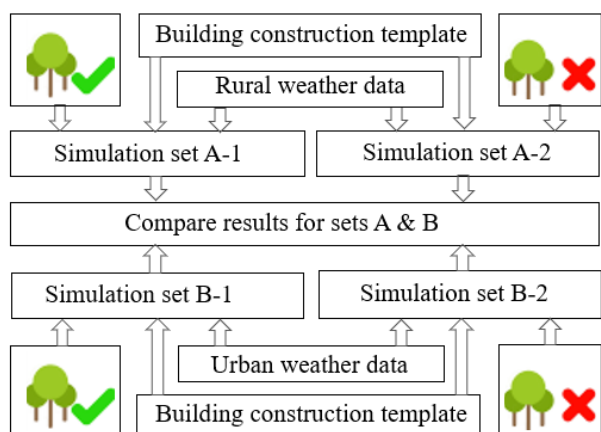 Building construction template
Rural weather data
Simulation set A-1
Simulation set A-2
Compare results for sets A & B
Simulation set B-1
Simulation set B-2
Urban weather data
Building construction template